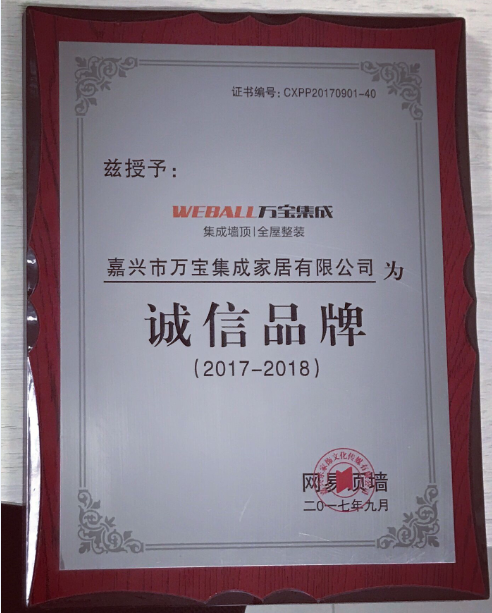 证书编号：CXPP20170901-40
兹授予：
WEBALL万宝集成
集成墙顶|全屋整装
嘉兴市万宝集成家居有限公司 为
诚信品牌
(2017-2018)
网易顶墙
二〇一七年九月